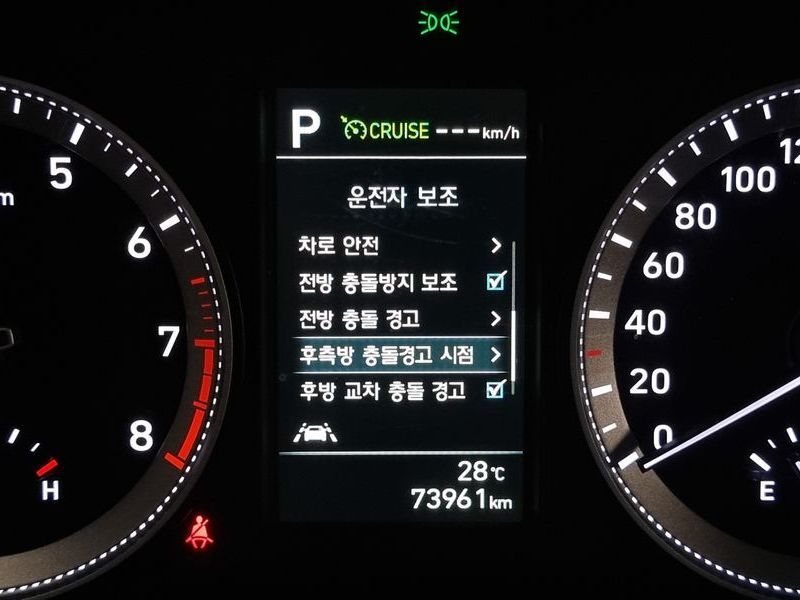 P CRUISE ---km/h
운전자 보조
차로 안전
전방 충돌방지 보조
전방 충돌 경고
후측방 충돌경고 시점
후방 교차 충돌 경고
28℃
73961km
5
6
7
8
H
120
100
80
60
40
20
0
E